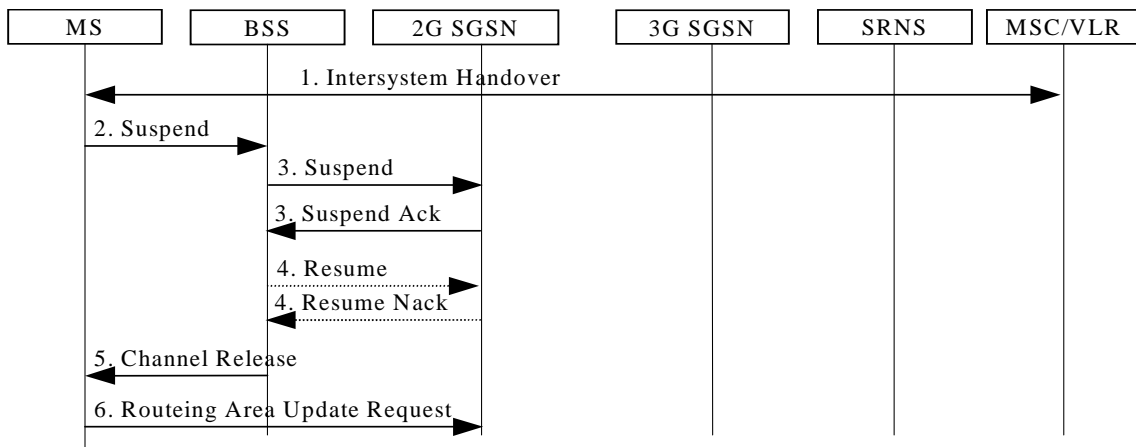 MS BSS 2G SGSN 3G SGSN SRNS MSC/VLR
1. Intersystem Handover
2. Suspend
3. Suspend
3. Suspend Ack
4. Resume
4. Resume Nack
5. Channel Release
6. Routeing Area Update Request